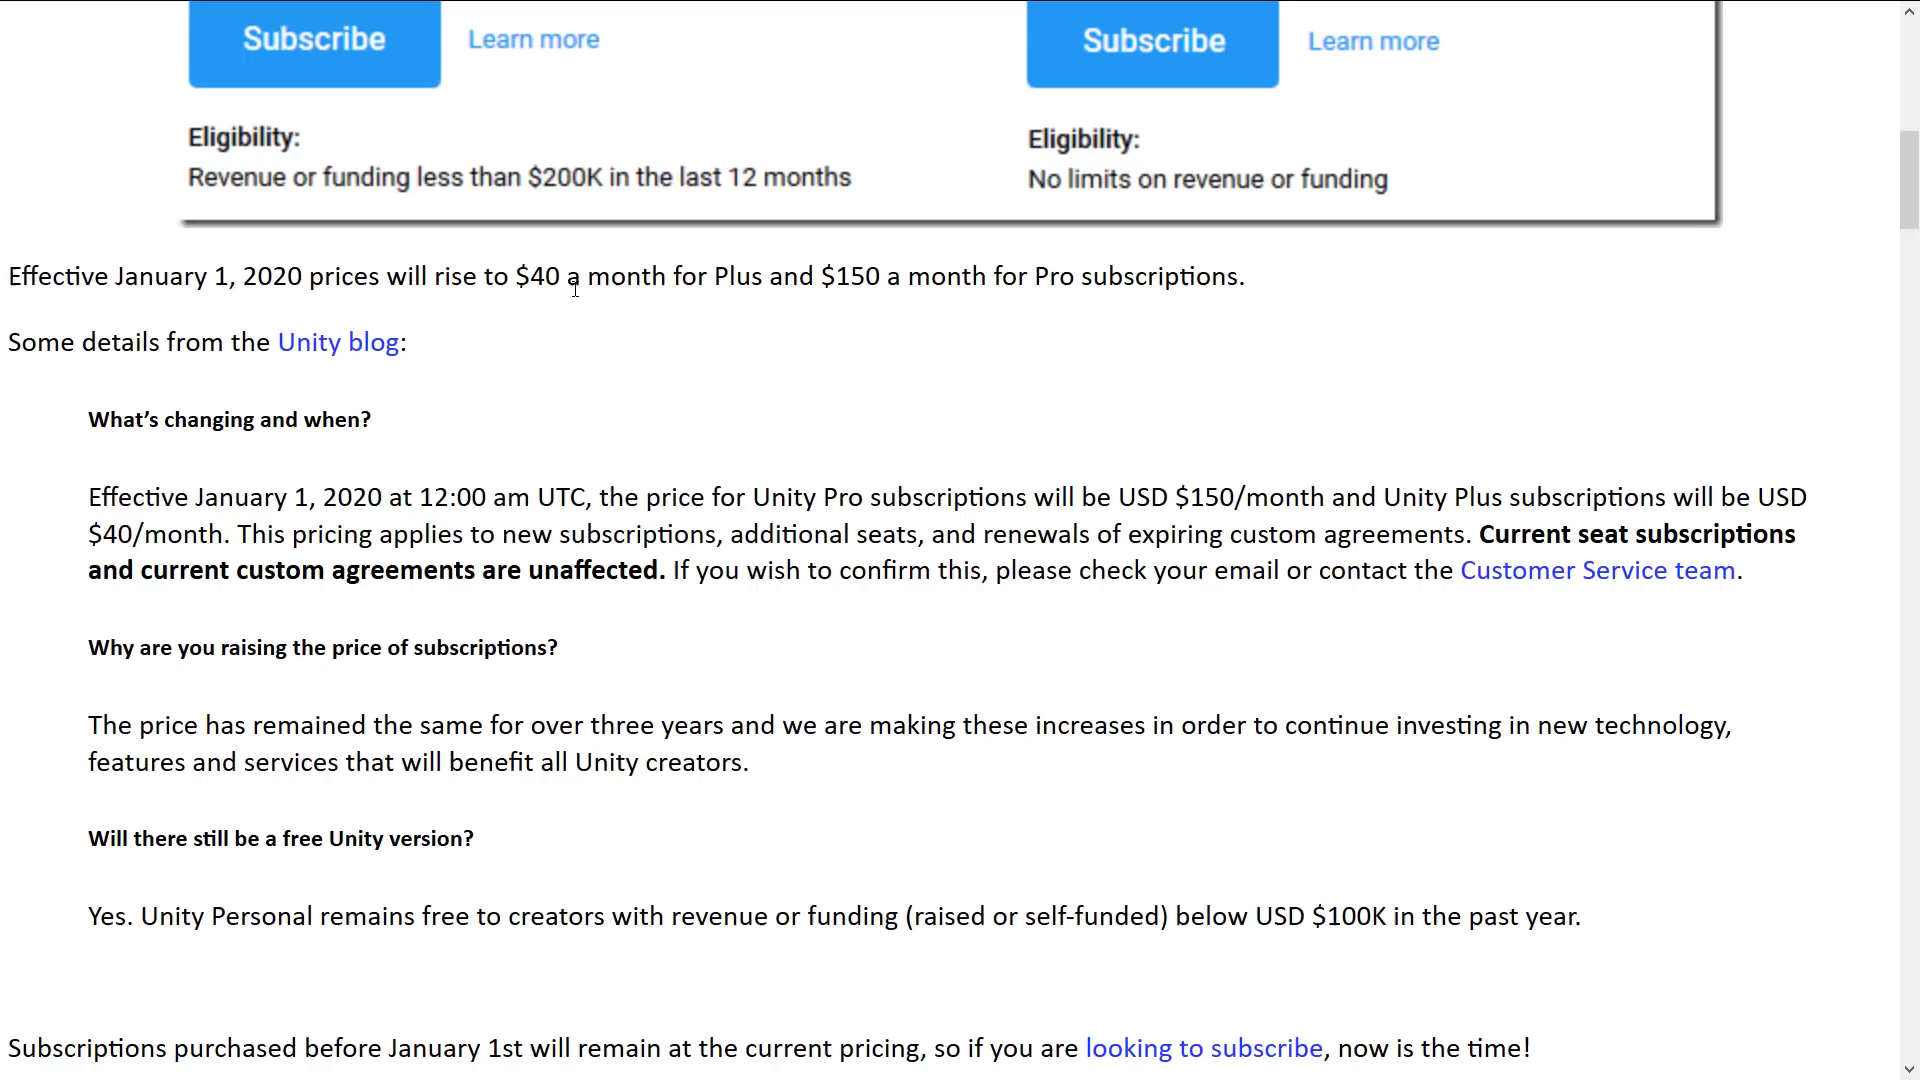 Subscribe Learn more Subscribe Learn more
Eligibility: Eligibility:
Revenue or funding less than $200K in the last 12 months No limits on revenue or funding
Effective January 1, 2020 prices will rise to $40 a month for Plus and $150 a month for Pro subscriptions.
Some details from the Unity blog:
What’s changing and when?
Effective January 1, 2020 at 12:00 am UTC, the price for Unity Pro subscriptions will be USD $150/month and Unity Plus subscriptions will be USD
$40/month. This pricing applies to new subscriptions, additional seats, and renewals of expiring custom agreements. Current seat subscriptions
and current custom agreements are unaffected. If you wish to confirm this, please check your email or contact the Customer Service team.
Why are you raising the price of subscriptions?
The price has remained the same for over three years and we are making these increases in order to continue investing in new technology,
features and services that will benefit all Unity creators.
Will there still be a free Unity version?
Yes. Unity Personal remains free to creators with revenue or funding (raised or self-funded) below USD $100K in the past year.
Subscriptions purchased before January 1st will remain at the current pricing, so if you are looking to subscribe, now is the time!